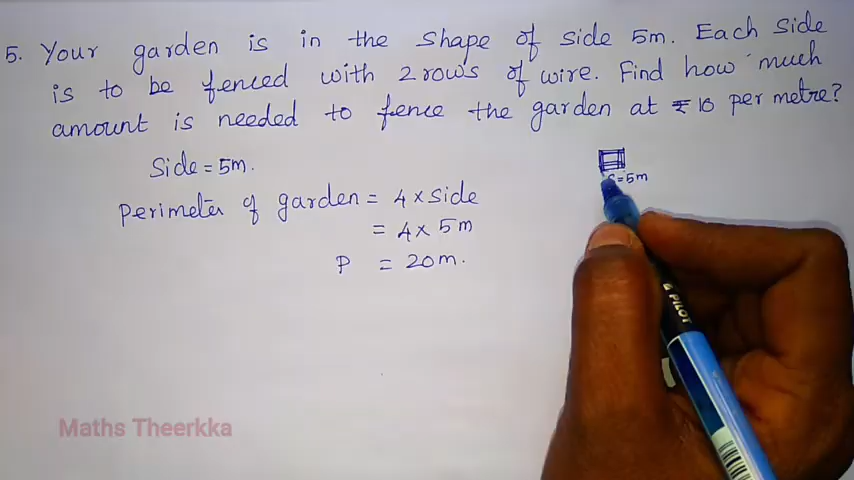 5. Your garden is in the shape of side 5m. Each side
is to be fenced with 2 rows of wire. Find how much
amount is needed to fence the garden at ₹ 10 per metre?
Side = 5m.
S = 5m
Perimeter of garden = 4 × side
= 4 × 5m
P = 20m.
PILOT
Maths Theerkka